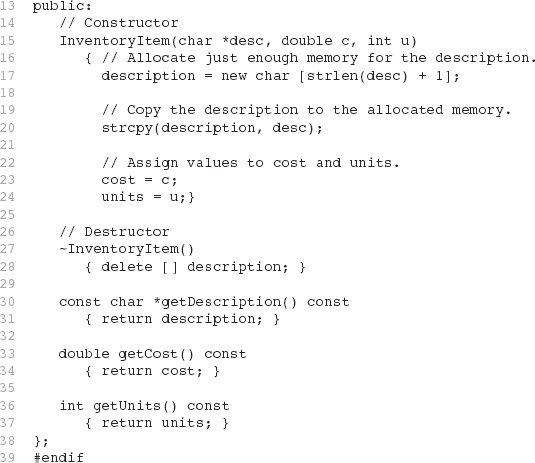 13 public:
14 // Constructor
15 InventoryItem(char *desc, double c, int u)
16 { // Allocate just enough memory for the description.
17 description = new char [strlen(desc) + 1];
18
19 // Copy the description to the allocated memory.
20 strcpy(description, desc);
21
22 // Assign values to cost and units.
23 cost = c;
24 units = u;}
25
26 // Destructor
27 ~InventoryItem()
28 { delete [] description; }
29
30 const char *getDescription() const
31 { return description; }
32
33 double getCost() const
34 { return cost; }
35
36 int getUnits() const
37 { return units; }
38 };
39 #endif